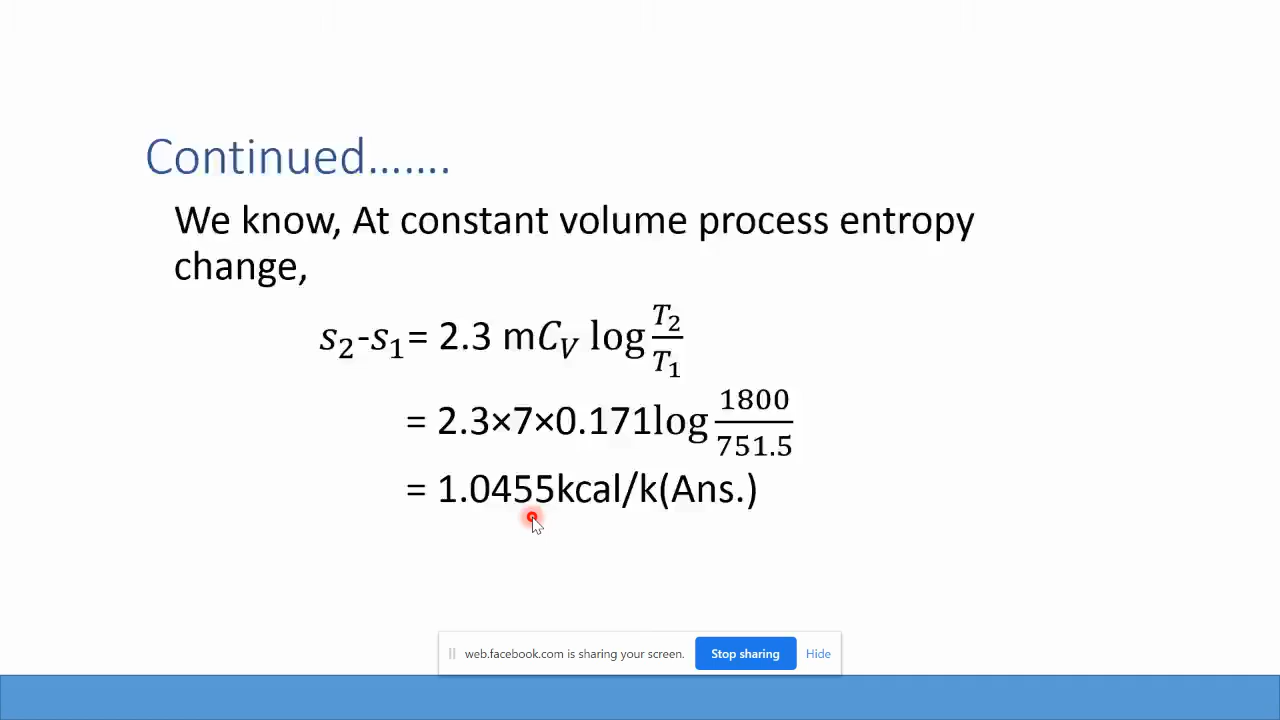 Continued.......
We know, At constant volume process entropy
change,
s₂-s₁= 2.3 mC_V log T₂/T₁
= 2.3×7×0.171log 1800/751.5
= 1.0455kcal/k(Ans.)
web.facebook.com is sharing your screen. Stop sharing Hide